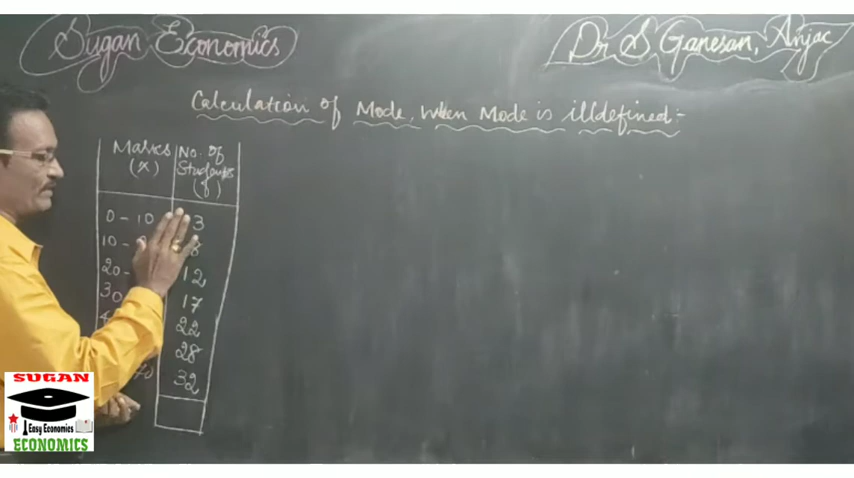 Sugan Economics
Dr S Ganesan, Anjac
Calculation of Mode, when Mode is illdefined:-
Marks (x) No. of Students (f)
0 - 10 3
10 - 8
20 - 12
30 17
22
28
70 32
SUGAN
Easy Economics
ECONOMICS